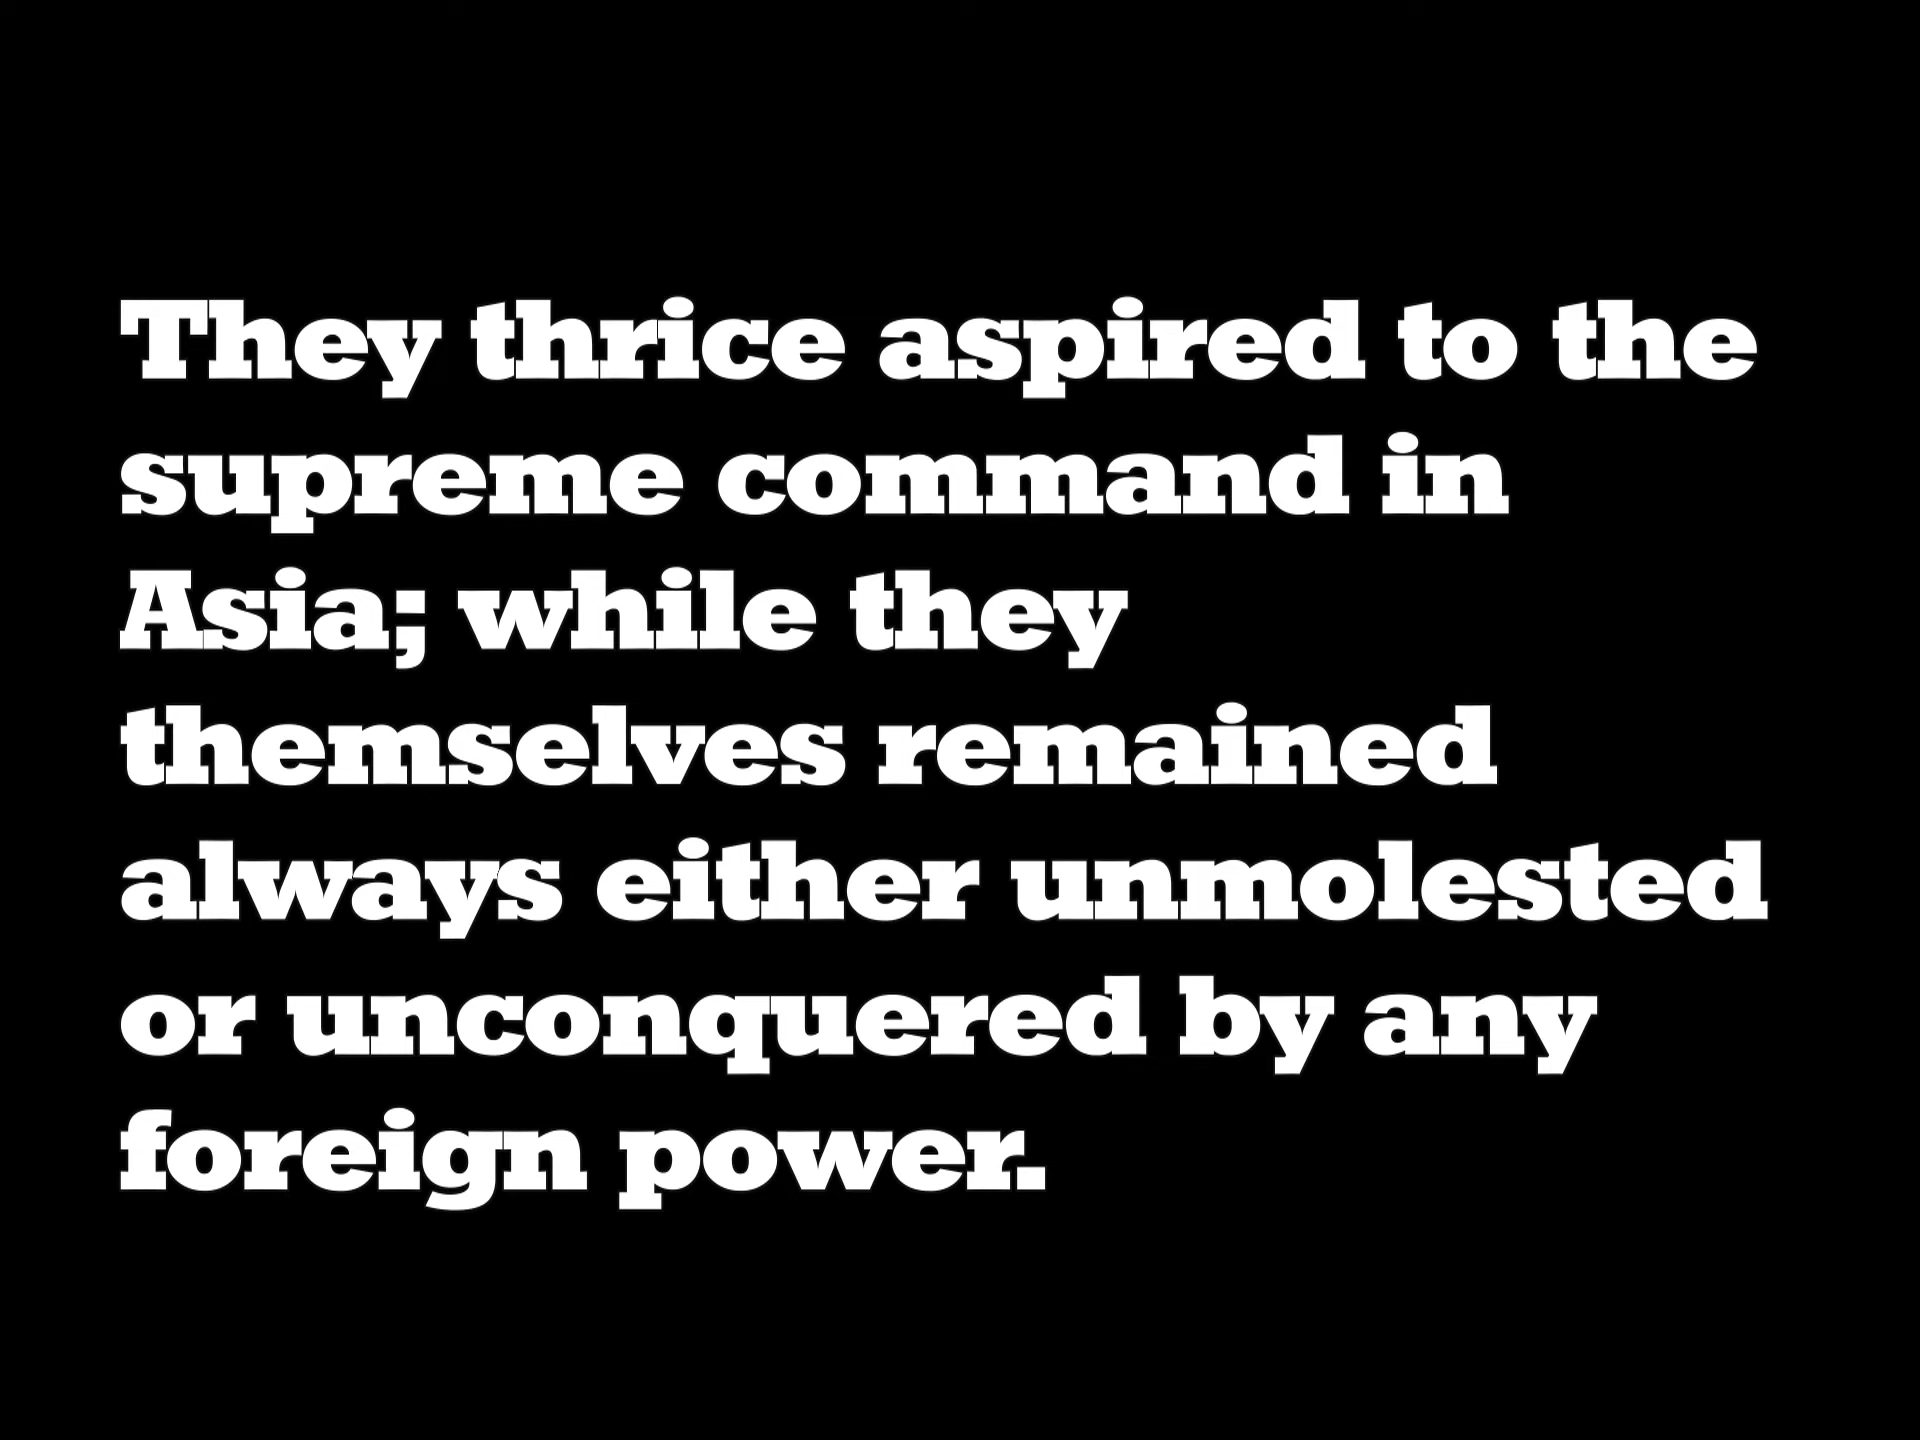 They thrice aspired to the
supreme command in
Asia; while they
themselves remained
always either unmolested
or unconquered by any
foreign power.